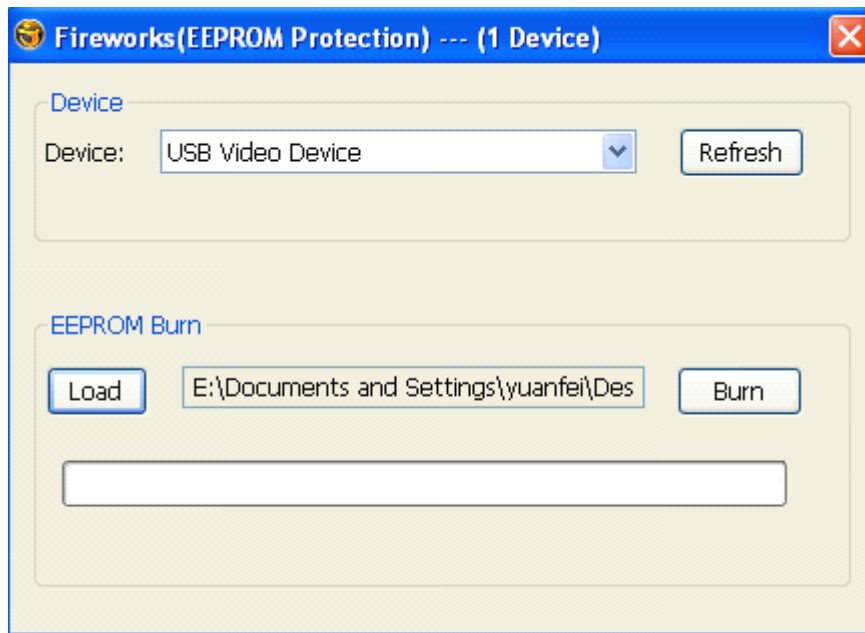 Fireworks(EEPROM Protection) --- (1 Device)
Device
Device: USB Video Device Refresh
EEPROM Burn
Load E:\Documents and Settings\yuanfei\Des Burn